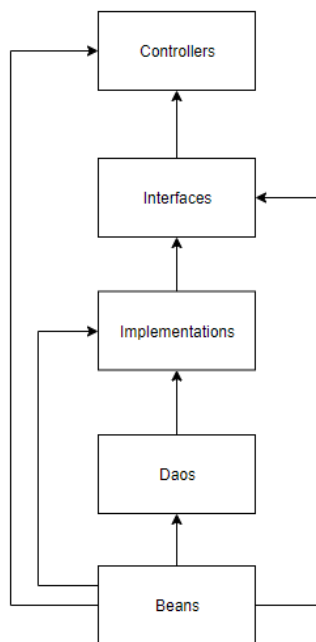 Controllers
Interfaces
Implementations
Daos
Beans